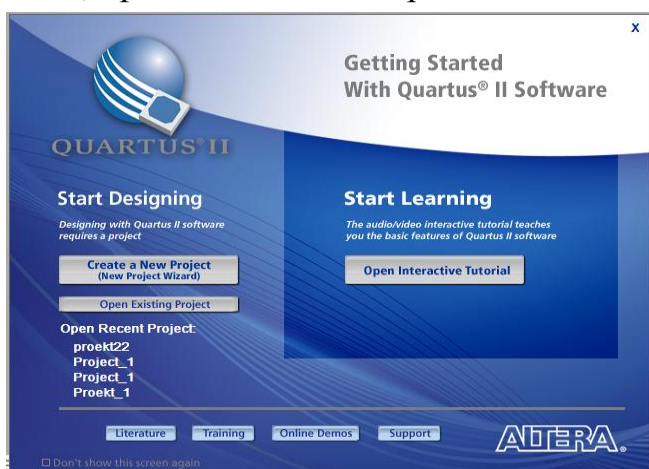 x
Getting Started
With Quartus® II Software
QUARTUS® II
Start Designing
Designing with Quartus II software
requires a project
Create a New Project
(New Project Wizard)
Open Existing Project
Open Recent Project:
proekt22
Project_1
Project_1
Proekt_1
Start Learning
The audio/video interactive tutorial teaches
you the basic features of Quartus II software
Open Interactive Tutorial
Literature
Training
Online Demos
Support
ALTERA®
Don't show this screen again